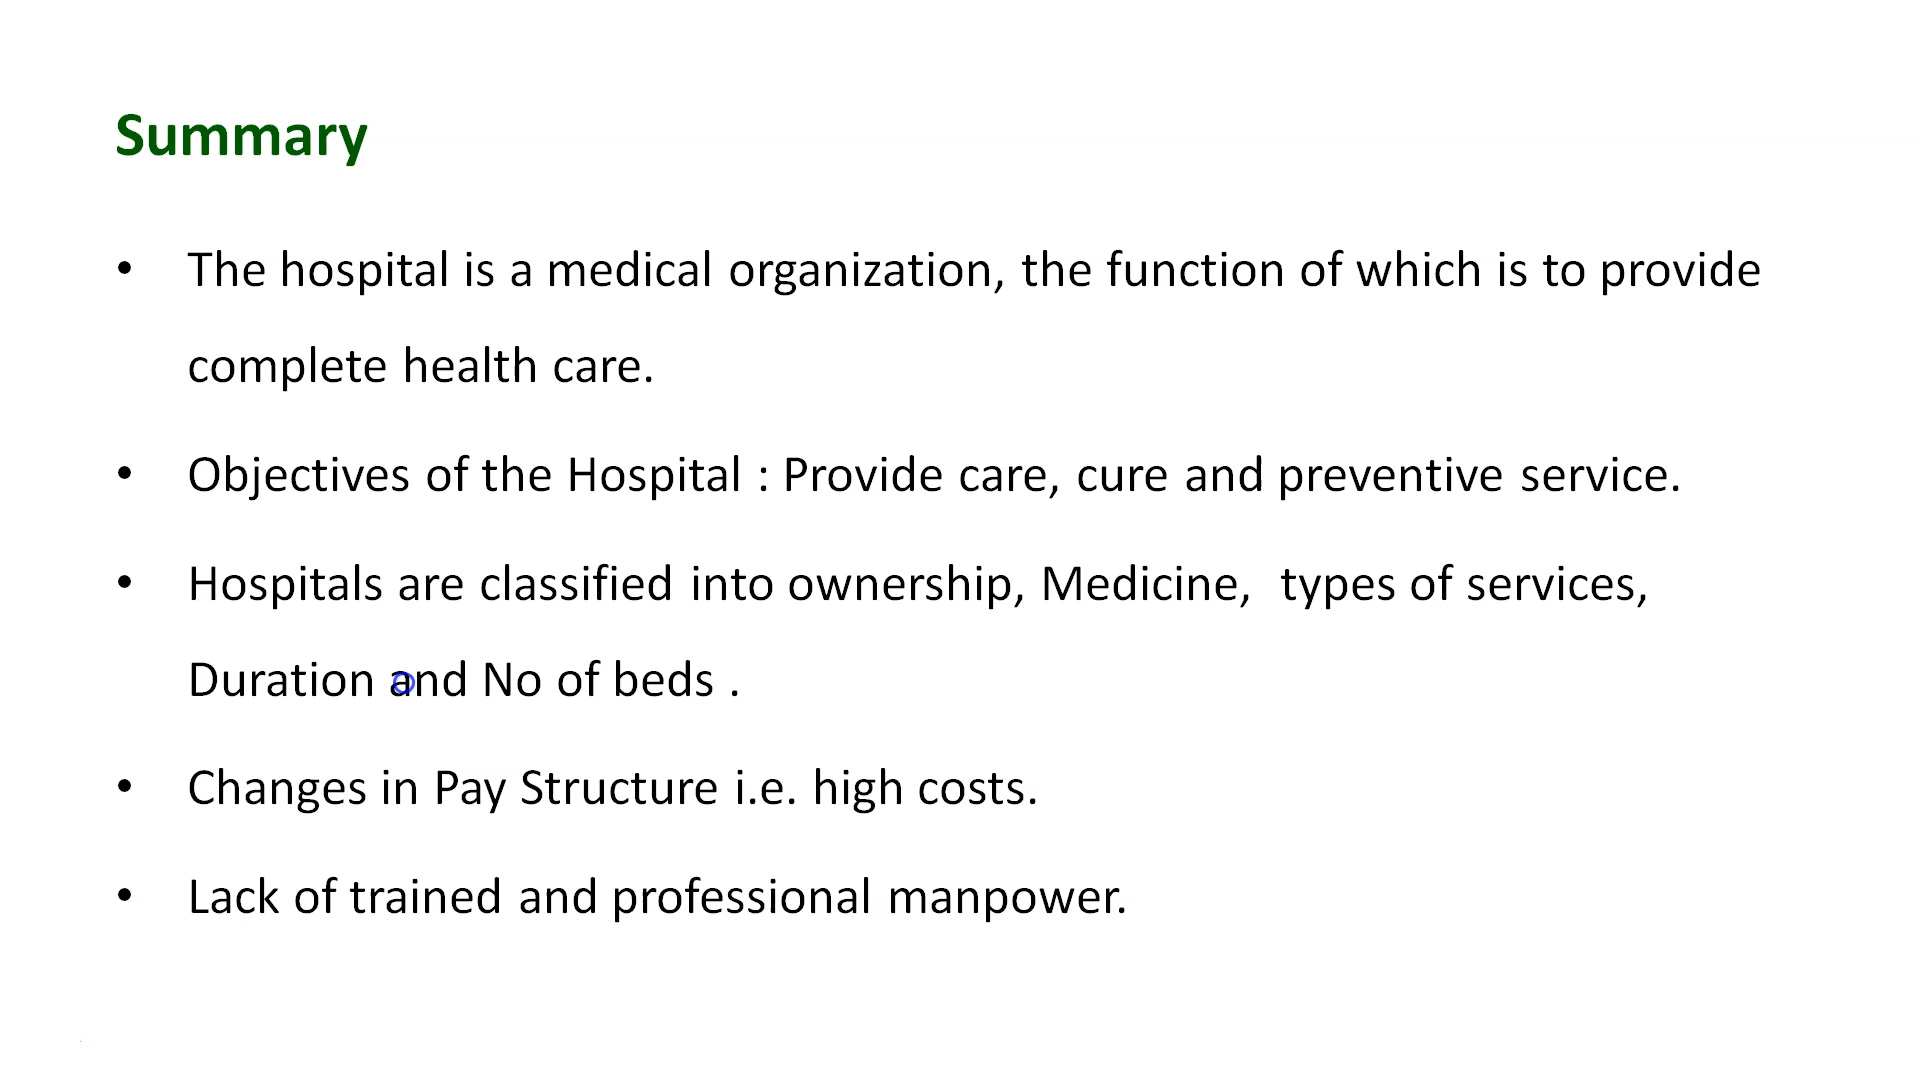 Summary
• The hospital is a medical organization, the function of which is to provide
complete health care.
• Objectives of the Hospital : Provide care, cure and preventive service.
• Hospitals are classified into ownership, Medicine,  types of services,
Duration and No of beds .
• Changes in Pay Structure i.e. high costs.
• Lack of trained and professional manpower.